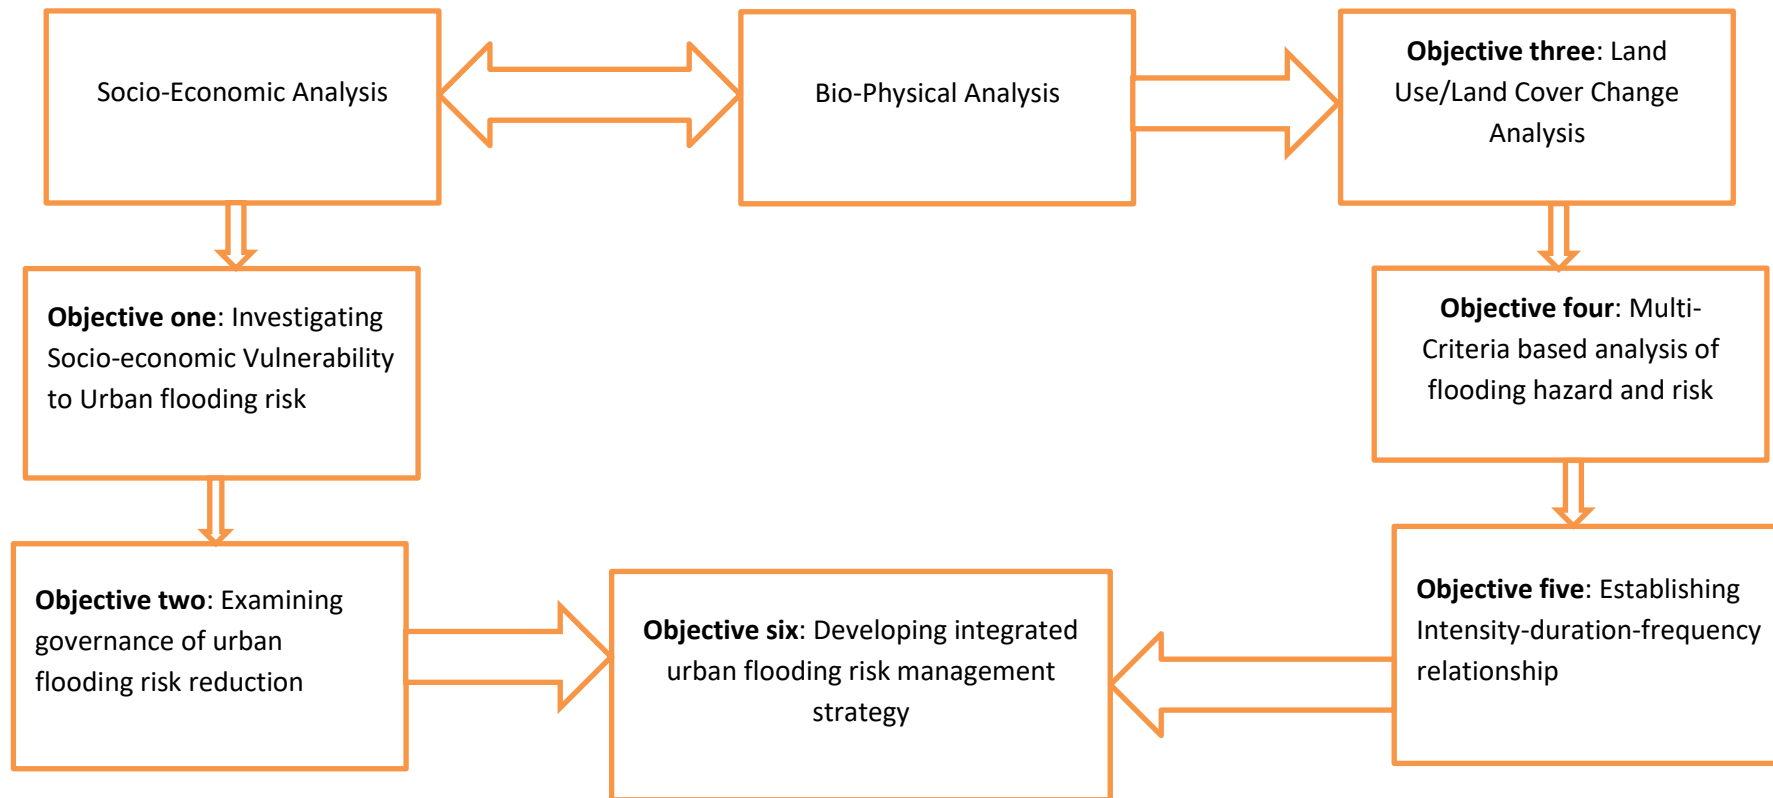 Socio-Economic Analysis
Bio-Physical Analysis
Objective three: Land
Use/Land Cover Change
Analysis
Objective one: Investigating
Socio-economic Vulnerability
to Urban flooding risk
Objective four: Multi-
Criteria based analysis of
flooding hazard and risk
Objective two: Examining
governance of urban
flooding risk reduction
Objective six: Developing integrated
urban flooding risk management
strategy
Objective five: Establishing
Intensity-duration-frequency
relationship